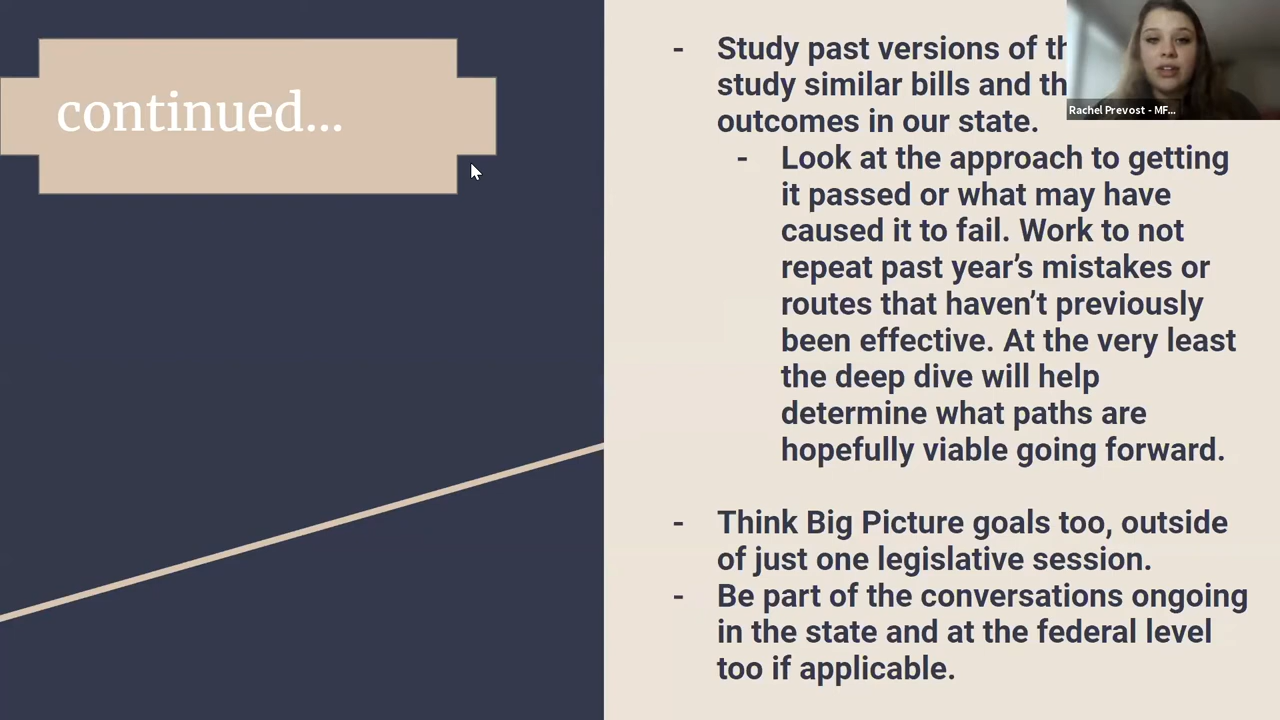 continued...
- Study past versions of
study similar bills and
outcomes in our state.
- Look at the approach to getting
it passed or what may have
caused it to fail. Work to not
repeat past year’s mistakes or
routes that haven’t previously
been effective. At the very least
the deep dive will help
determine what paths are
hopefully viable going forward.
- Think Big Picture goals too, outside
of just one legislative session.
- Be part of the conversations ongoing
in the state and at the federal level
too if applicable.
Rachel Prevost - MF...